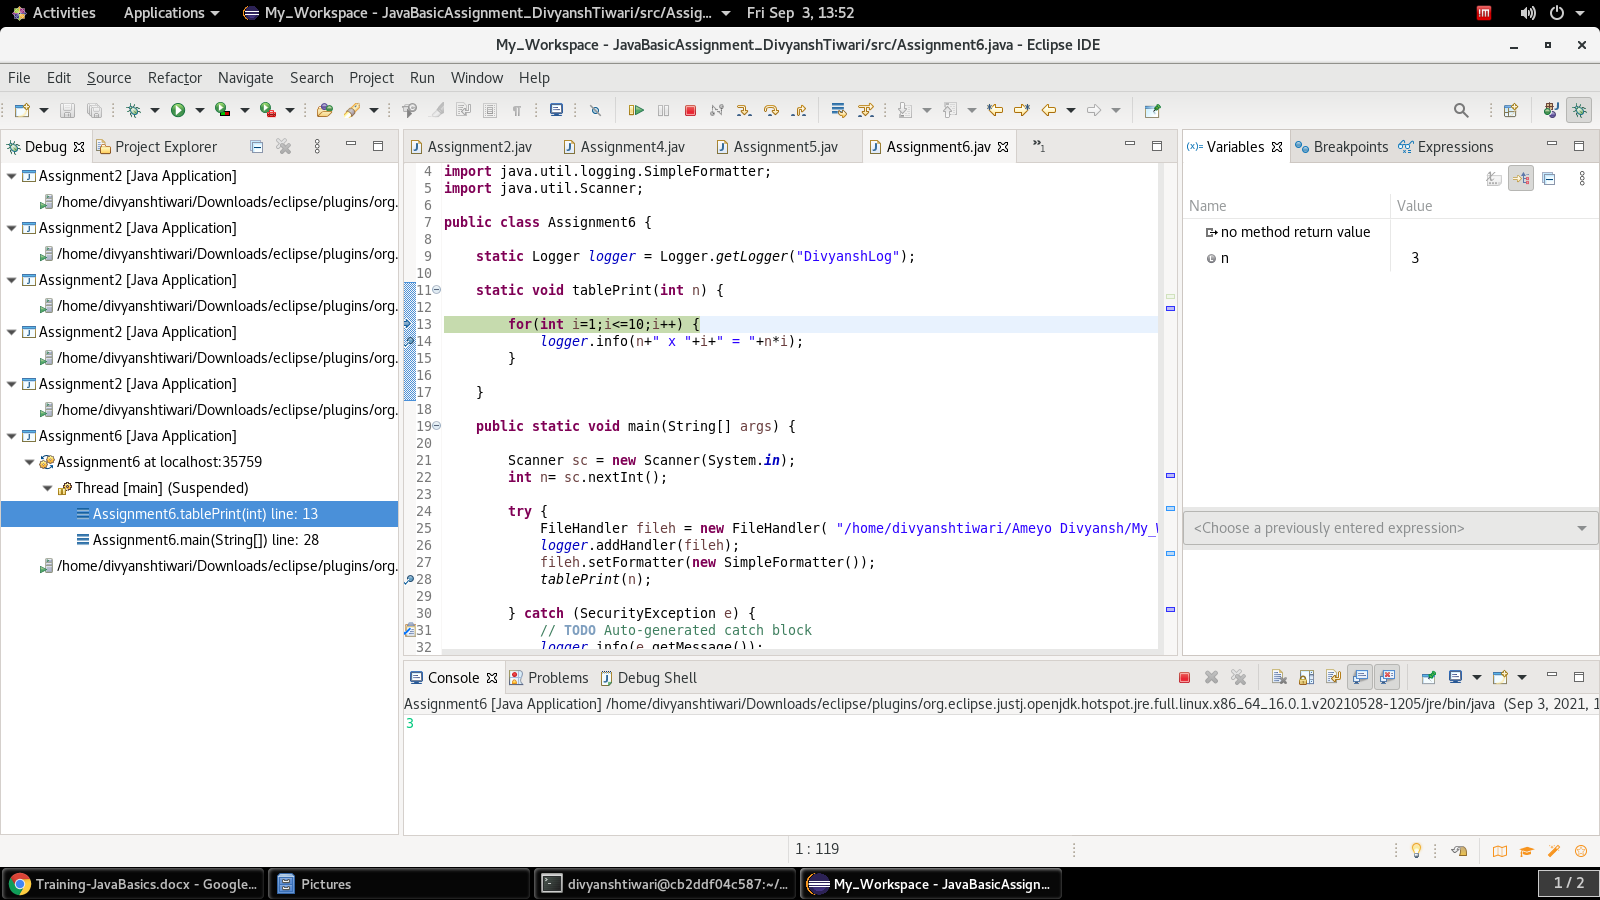 Activities Applications My_Workspace - JavaBasicAssignment_DivyanshTiwari/src/Assig... Fri Sep 3, 13:52
My_Workspace - JavaBasicAssignment_DivyanshTiwari/src/Assignment6.java - Eclipse IDE
File Edit Source Refactor Navigate Search Project Run Window Help
Debug Project Explorer
Assignment2 [Java Application]
/home/divyanshtiwari/Downloads/eclipse/plugins/org.
Assignment2 [Java Application]
/home/divyanshtiwari/Downloads/eclipse/plugins/org.
Assignment2 [Java Application]
/home/divyanshtiwari/Downloads/eclipse/plugins/org.
Assignment2 [Java Application]
/home/divyanshtiwari/Downloads/eclipse/plugins/org.
Assignment2 [Java Application]
/home/divyanshtiwari/Downloads/eclipse/plugins/org.
Assignment6 [Java Application]
Assignment6 at localhost:35759
Thread [main] (Suspended)
Assignment6.tablePrint(int) line: 13
Assignment6.main(String[]) line: 28
/home/divyanshtiwari/Downloads/eclipse/plugins/org.
Assignment2.jav Assignment4.jav Assignment5.jav Assignment6.jav »1
4 import java.util.logging.SimpleFormatter;
5 import java.util.Scanner;
6
7 public class Assignment6 {
8
9 static Logger logger = Logger.getLogger("DivyanshLog");
10
11 static void tablePrint(int n) {
12
13 for(int i=1;i<=10;i++) {
14 logger.info(n+" x "+i+" = "+n*i);
15 }
16
17 }
18
19 public static void main(String[] args) {
20
21 Scanner sc = new Scanner(System.in);
22 int n= sc.nextInt();
23
24 try {
25 FileHandler fileh = new FileHandler( "/home/divyanshtiwari/Ameyo Divyansh/My_W
26 logger.addHandler(fileh);
27 fileh.setFormatter(new SimpleFormatter());
28 tablePrint(n);
29
30 } catch (SecurityException e) {
31 // TODO Auto-generated catch block
32 logger.info(e.getMessage());
(x)= Variables Breakpoints Expressions
Name Value
no method return value
n 3
<Choose a previously entered expression>
Console Problems Debug Shell
Assignment6 [Java Application] /home/divyanshtiwari/Downloads/eclipse/plugins/org.eclipse.justj.openjdk.hotspot.jre.full.linux.x86_64_16.0.1.v20210528-1205/jre/bin/java (Sep 3, 2021, 1
3
1 : 119
Training-JavaBasics.docx - Google... Pictures divyanshtiwari@cb2ddf04c587:~/... My_Workspace - JavaBasicAssign... 1 / 2